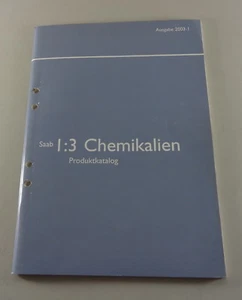 Ausgabe 2003-1
Saab 1:3 Chemikalien
Produktkatalog